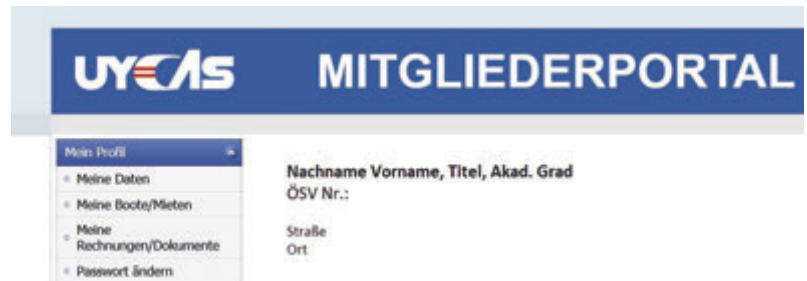 UYCAS MITGLIEDERPORTAL
Mein Profil
Meine Daten
Meine Boote/Mieten
Meine
Rechnungen/Dokumente
Passwort ändern
Nachname Vorname, Titel, Akad. Grad
ÖSV Nr.:
Straße
Ort